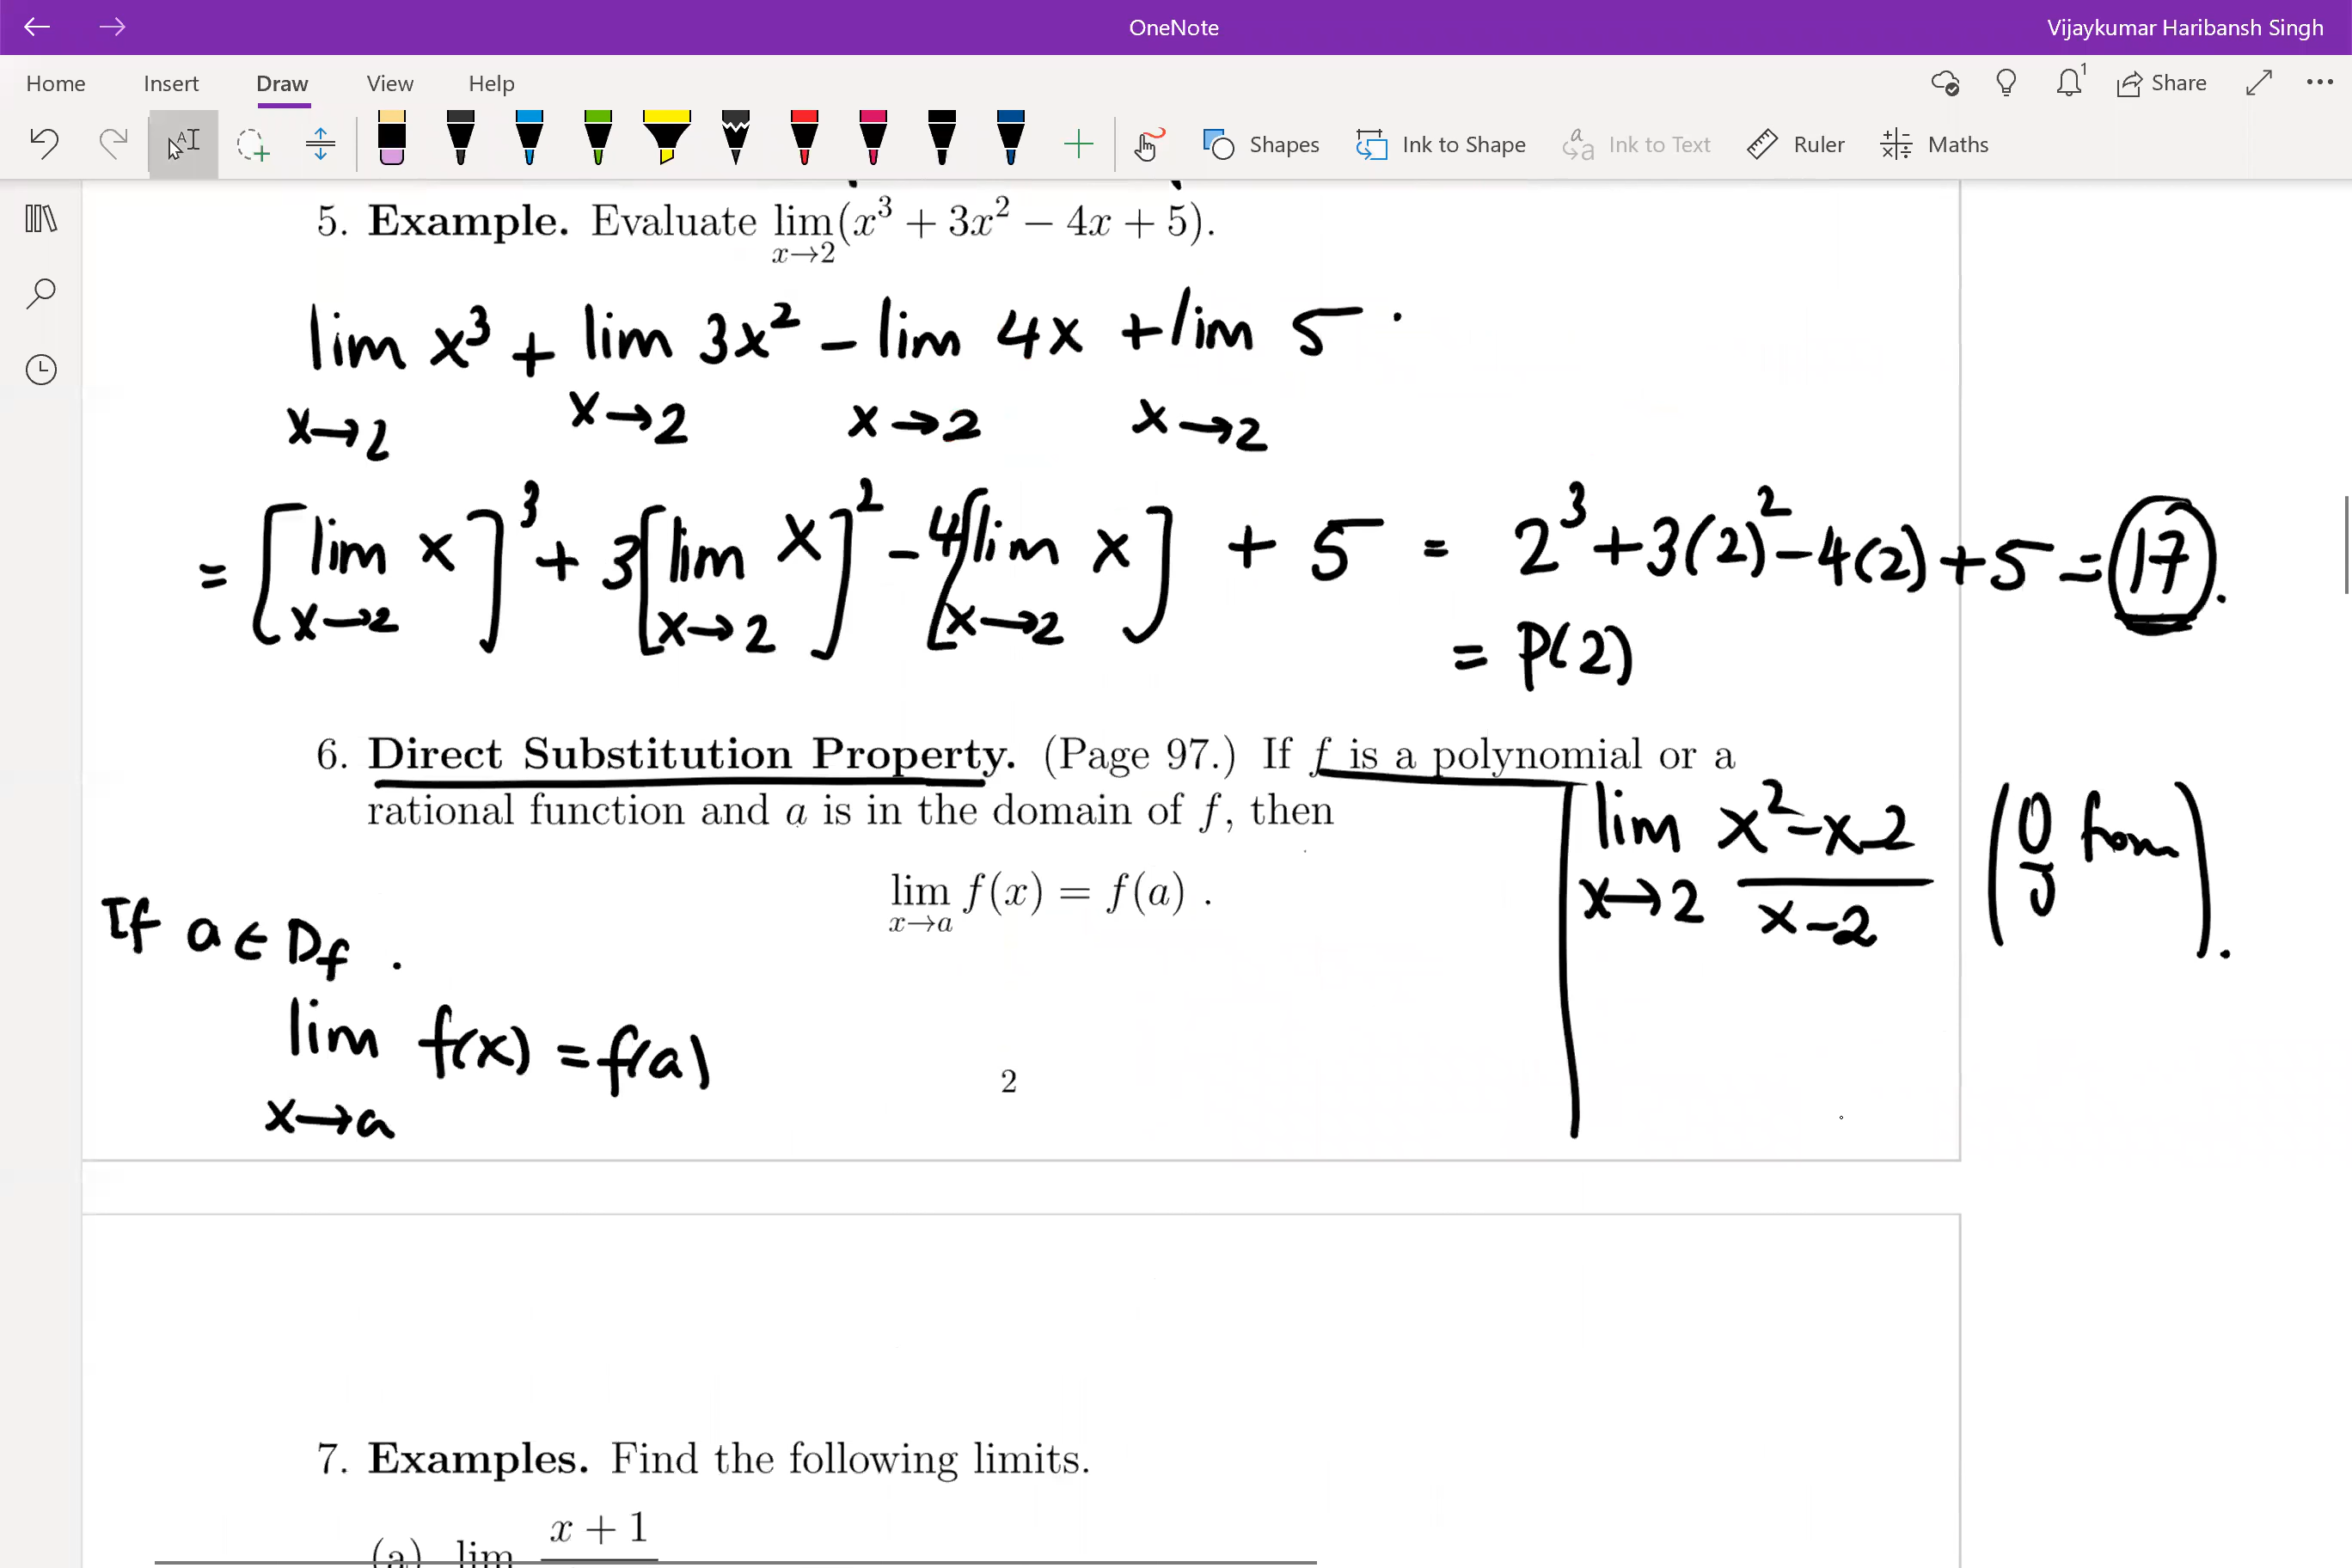 OneNote
Vijaykumar Haribansh Singh
Home Insert Draw View Help 1 Share
Shapes Ink to Shape Ink to Text Ruler Maths
5. Example. Evaluate lim x→2 (x³ + 3x² − 4x + 5).
lim x³ + lim 3x² − lim 4x + lim 5 .
x→2 x→2 x→2 x→2
= [lim x→2 x]³ + 3[lim x→2 x]² − 4[lim x→2 x] + 5 = 2³ + 3(2)² − 4(2) + 5 = 17.
= P(2)
6. Direct Substitution Property. (Page 97.) If f is a polynomial or a
rational function and a is in the domain of f, then
lim x→a f(x) = f(a) .
lim x→2 (x²−x-2)/(x−2) (0/0 from).
If a ∈ Df .
lim f(x) = f(a)
x→a
2
7. Examples. Find the following limits.
(a) lim x + 1